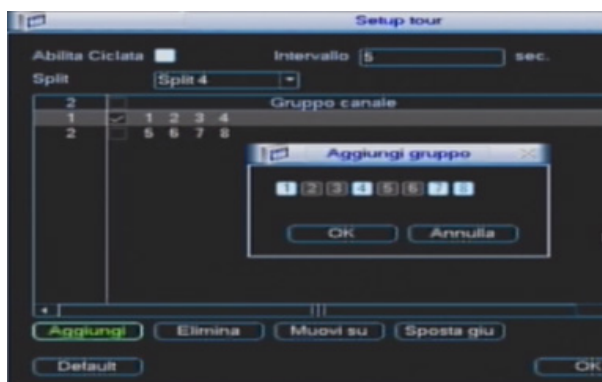 Setup tour
Abilita Ciclata Intervallo 5 sec.
Split Split 4
2 Gruppo canale
1 1 2 3 4
2 5 6 7 8
Aggiungi gruppo
1 2 3 4 5 6 7 8
OK Annulla
Aggiungi Elimina Muovi su Sposta giu
Default OK